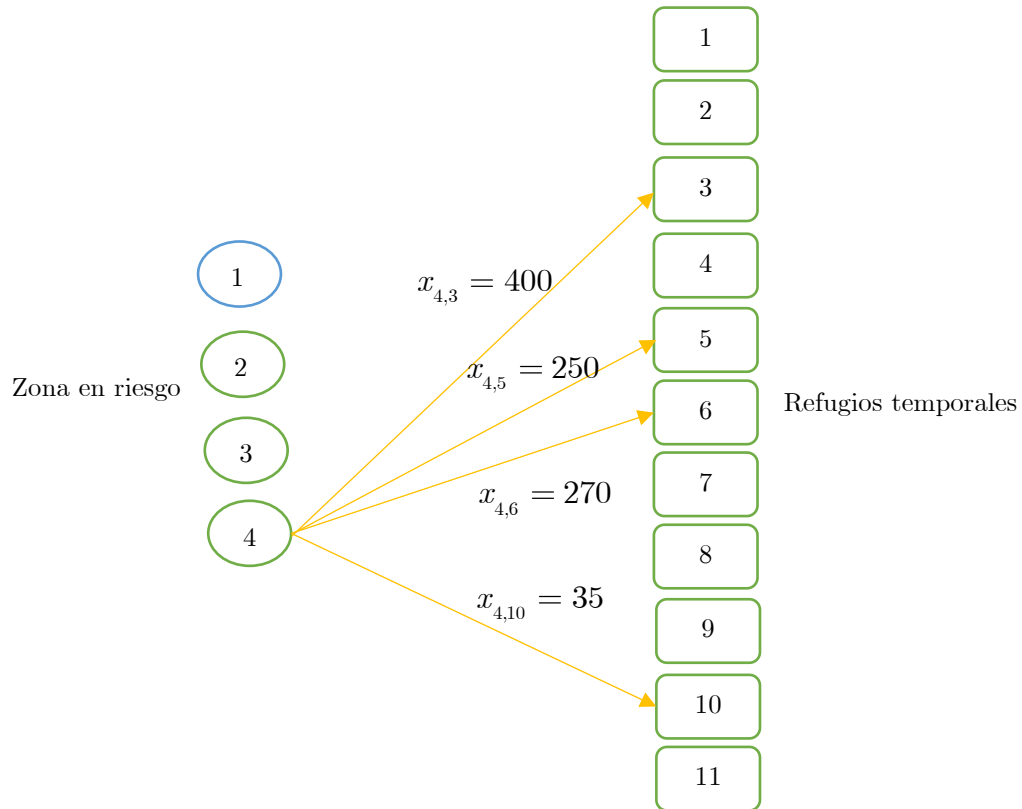 1
2
3
4
5
6
7
8
9
10
11
1
2
3
4
Zona en riesgo
Refugios temporales
x_{4,3} = 400
x_{4,5} = 250
x_{4,6} = 270
x_{4,10} = 35